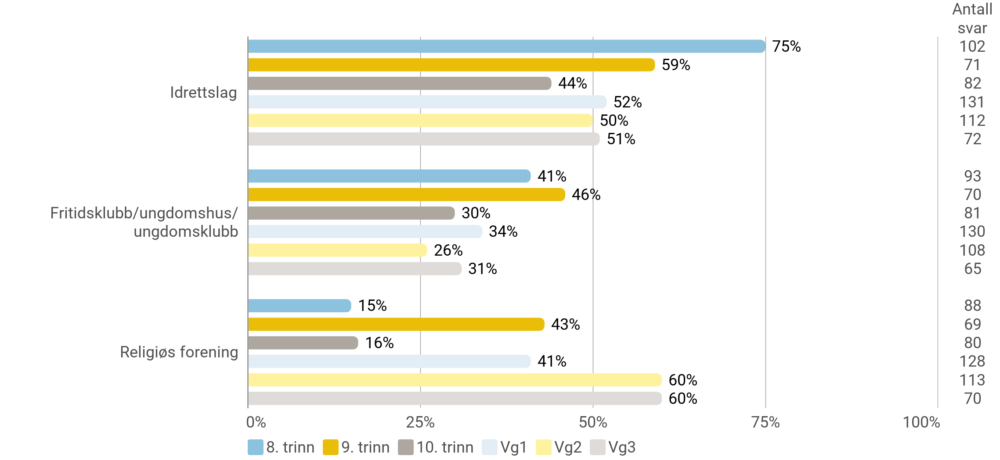 Antall
svar
75% 102
59% 71
44% 82
Idrettslag
52% 131
50% 112
51% 72
41% 93
46% 70
30% 81
Fritidsklubb/ungdomshus/
ungdomsklubb
34% 130
26% 108
31% 65
15% 88
43% 69
16% 80
Religiøs forening
41% 128
60% 113
60% 70
0% 25% 50% 75% 100%
8. trinn 9. trinn 10. trinn Vg1 Vg2 Vg3